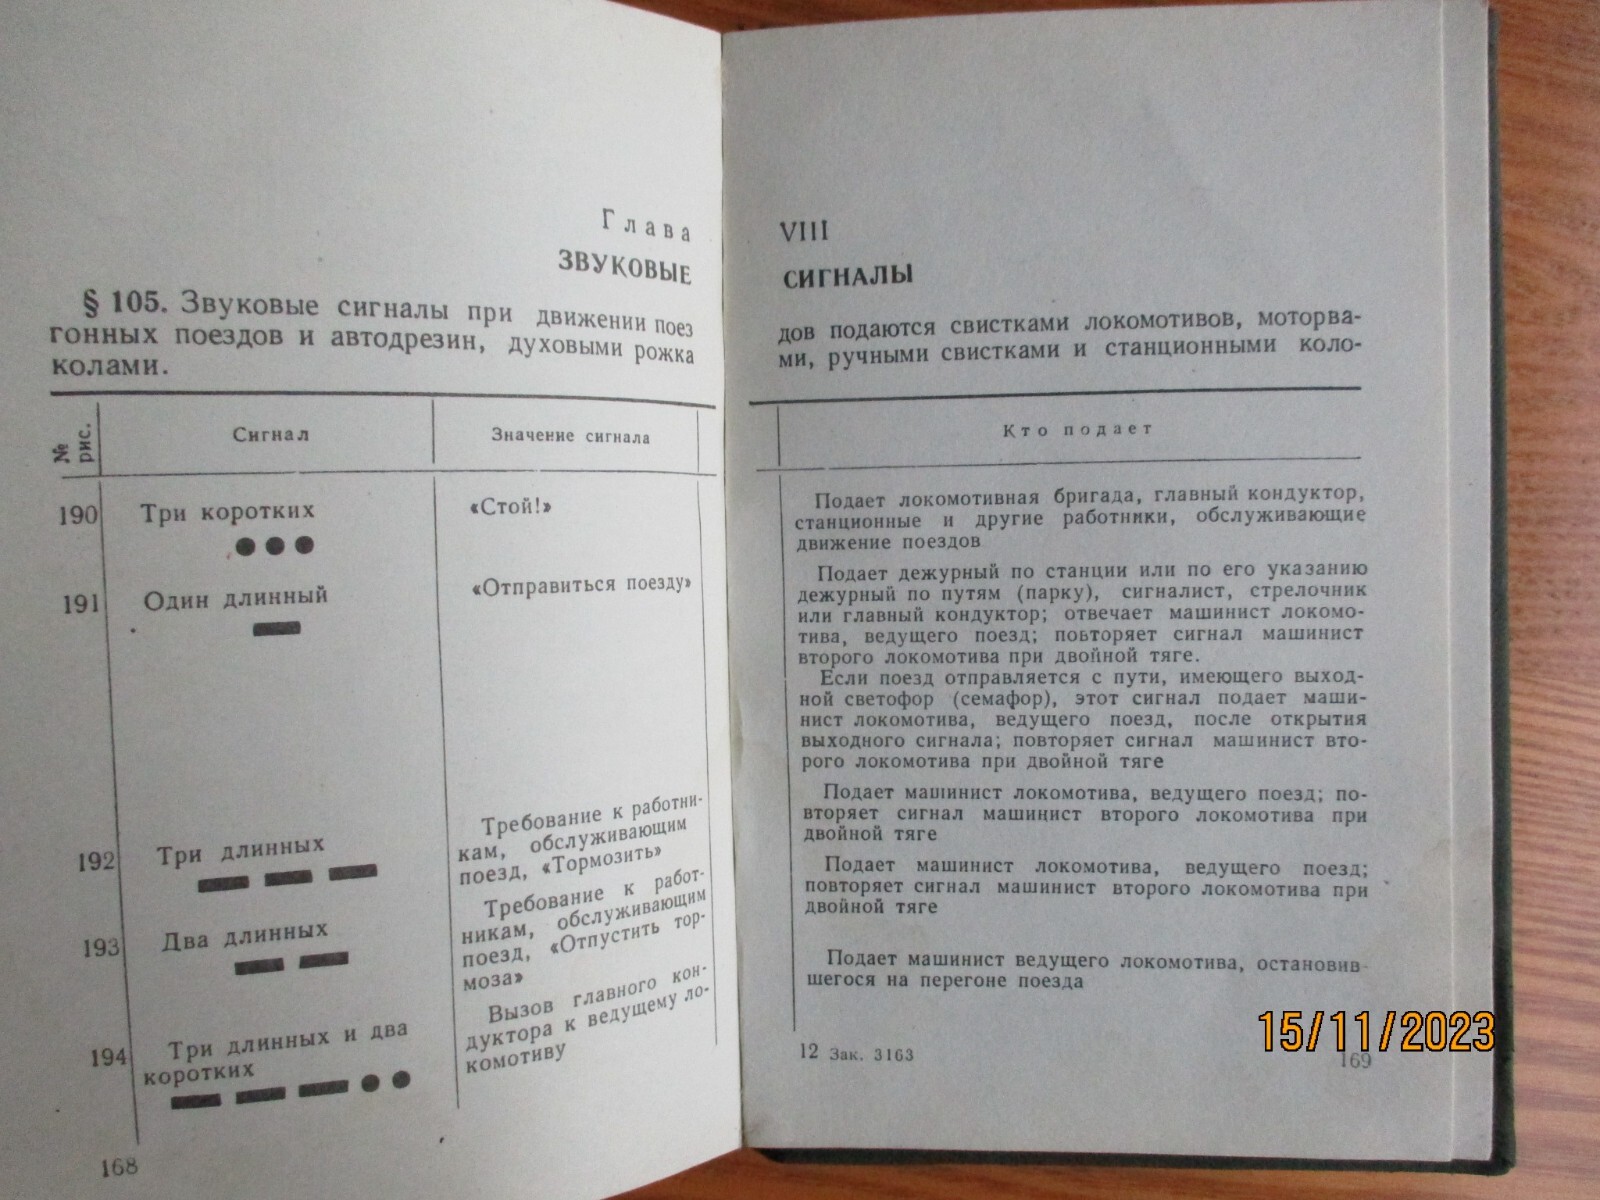 Глава
ЗВУКОВЫЕ
§ 105. Звуковые сигналы при движении поез
гонных поездов и автодрезин, духовыми рожка
колами.
№ рис.
Сигнал
Значение сигнала
190
Три коротких
«Стой!»
191
Один длинный
«Отправиться поезду»
192
Три длинных
Требование к работни-
кам, обслуживающим
поезд, «Тормозить»
193
Два длинных
Требование к работ-
никам, обслуживающим
поезд, «Отпустить тор-
моза»
194
Три длинных и два
коротких
Вызов главного кон-
дуктора к ведущему ло-
комотиву
168
VIII
СИГНАЛЫ
дов подаются свистками локомотивов, моторва-
ми, ручными свистками и станционными коло-
Кто подает
Подает локомотивная бригада, главный кондуктор,
станционные и другие работники, обслуживающие
движение поездов
Подает дежурный по станции или по его указанию
дежурный по путям (парку), сигналист, стрелочник
или главный кондуктор; отвечает машинист локомо-
тива, ведущего поезд; повторяет сигнал машинист
второго локомотива при двойной тяге.
Если поезд отправляется с пути, имеющего выход-
ной светофор (семафор), этот сигнал подает маши-
нист локомотива, ведущего поезд, после открытия
выходного сигнала; повторяет сигнал машинист вто-
рого локомотива при двойной тяге
Подает машинист локомотива, ведущего поезд; по-
вторяет сигнал машинист второго локомотива при
двойной тяге
Подает машинист локомотива, ведущего поезд;
повторяет сигнал машинист второго локомотива при
двойной тяге
Подает машинист ведущего локомотива, остановив-
шегося на перегоне поезда
12 Зак. 3163
169
15/11/2023